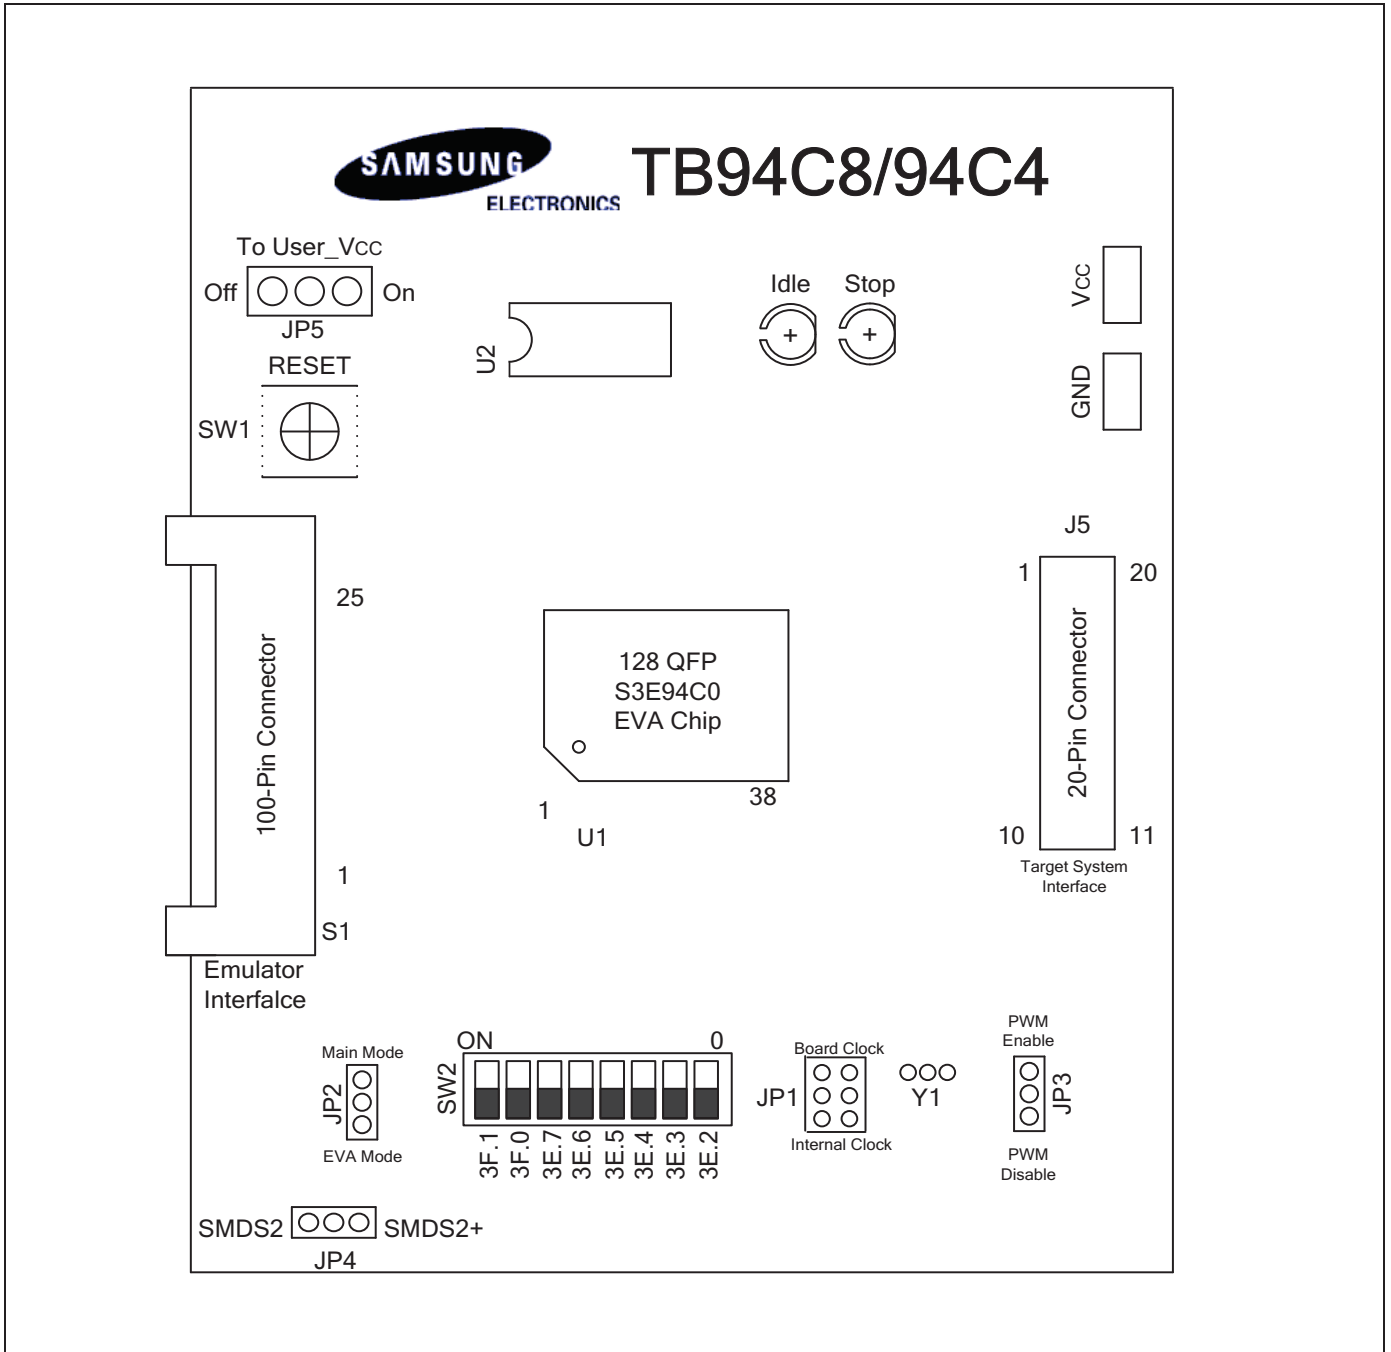 SAMSUNG
ELECTRONICS
TB94C8/94C4
To User_VCC
Off
On
JP5
RESET
SW1
U2
Idle
Stop
VCC
GND
J5
1
20
20-Pin Connector
10
11
Target System
Interface
25
100-Pin Connector
1
S1
Emulator
Interfalce
128 QFP
S3E94C0
EVA Chip
1
38
U1
Main Mode
JP2
EVA Mode
ON
0
SW2
3F.1
3F.0
3E.7
3E.6
3E.5
3E.4
3E.3
3E.2
Board Clock
JP1
Internal Clock
Y1
PWM
Enable
JP3
PWM
Disable
SMDS2
SMDS2+
JP4